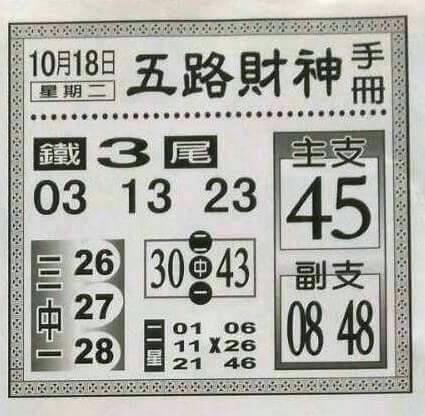 10月18日
星期二
五路財神
手冊
鐵3尾
03 13 23
主支
45
三中一
26
27
28
二中一
30 43
副支
08 48
二星
01 06
11 X 26
21 46